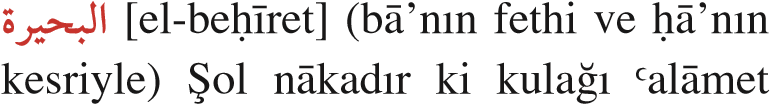 البحيرة [el-beḥīret] (bā’nın fethi ve ḥā’nın
kesriyle) Şol nākadır ki kulağı ʿalāmet